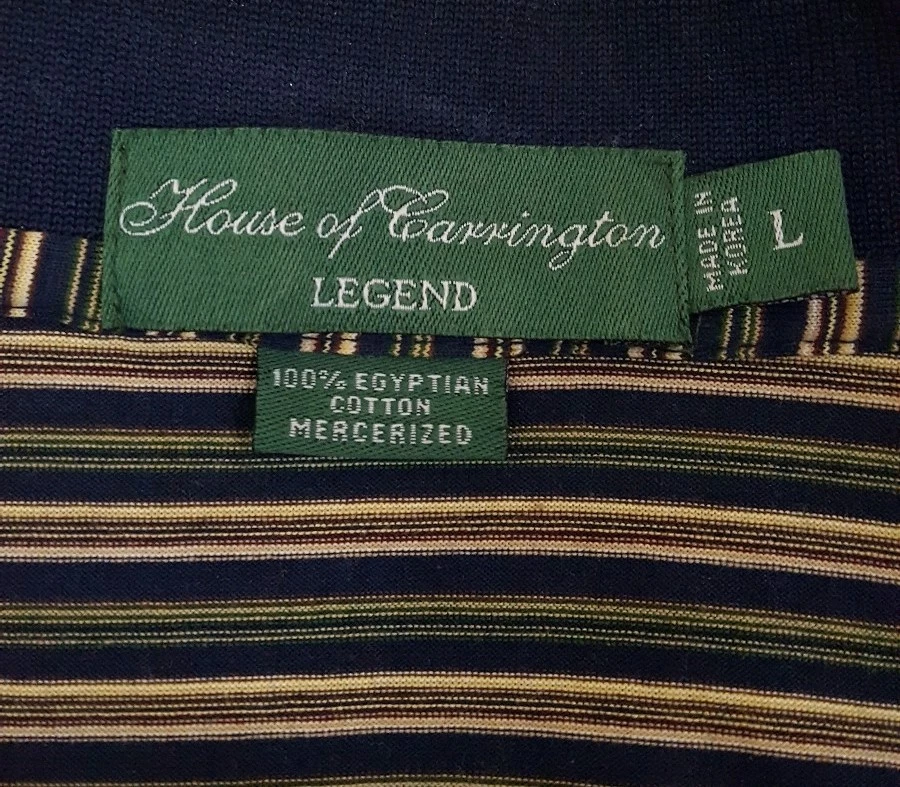 House of Carrington
LEGEND
MADE IN
KOREA
L
100% EGYPTIAN
COTTON
MERCERIZED